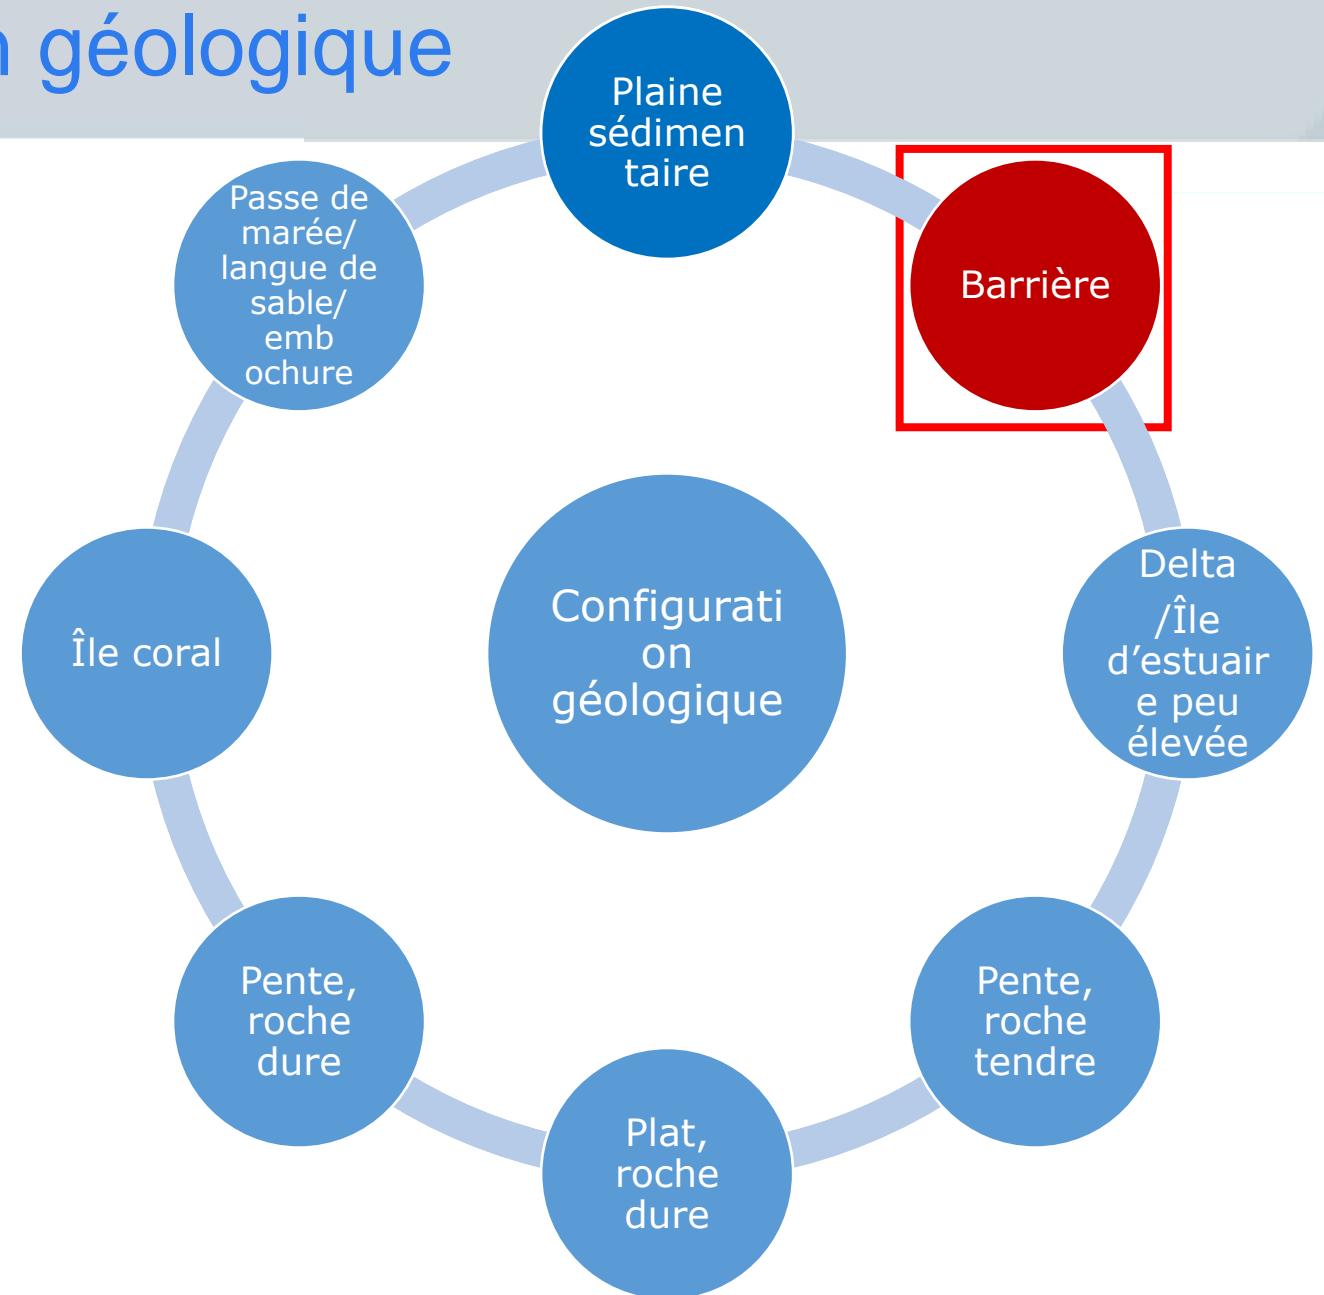 n géologique
Plaine
sédimen
taire
Barrière
Delta
/Île
d’estuair
e peu
élevée
Pente,
roche
tendre
Plat,
roche
dure
Pente,
roche
dure
Île coral
Passe de
marée/
langue de
sable/
emb
ochure
Configurati
on
géologique